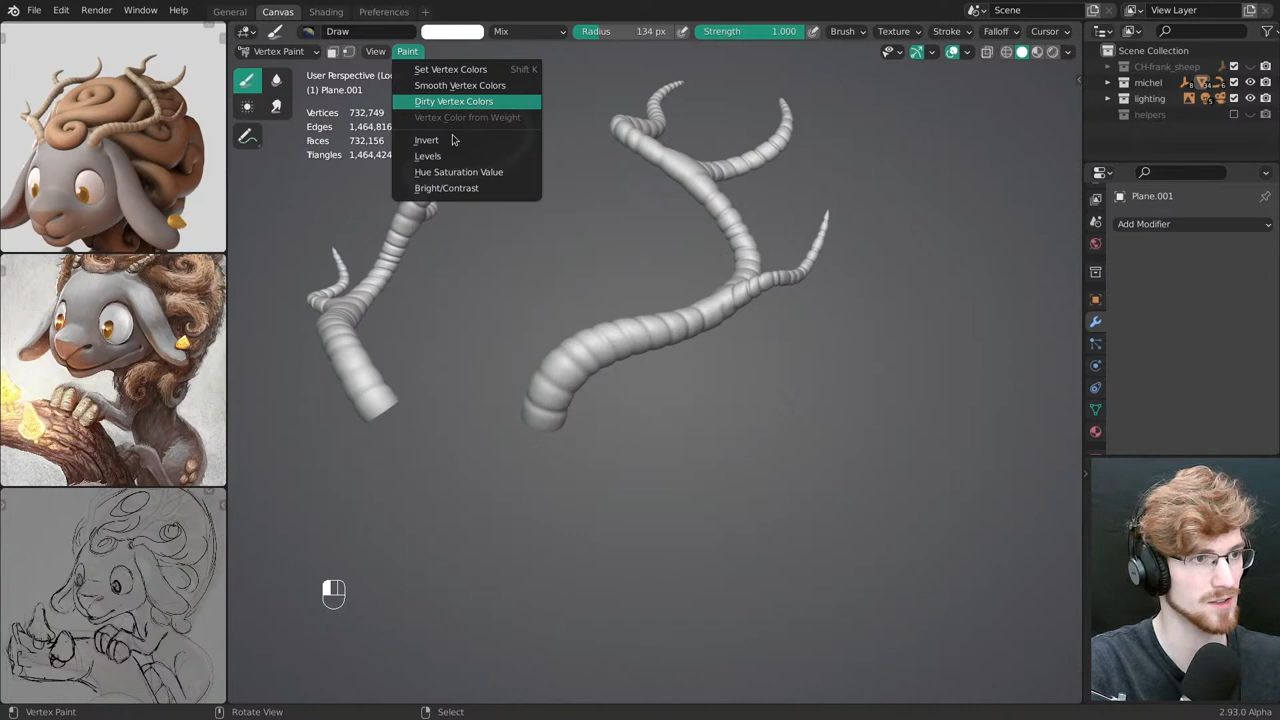 File Edit Render Window Help General Canvas Shading Preferences + Scene View Layer
Draw Mix Radius 134 px Strength 1.000 Brush Texture Stroke Falloff Cursor
Vertex Paint View Paint
Set Vertex Colors Shift K
Smooth Vertex Colors
Dirty Vertex Colors
Vertex Color from Weight
Invert
Levels
Hue Saturation Value
Bright/Contrast
User Perspective (Lo
(1) Plane.001
Vertices 732,749
Edges 1,464,816
Faces 732,156
Triangles 1,464,424
Scene Collection
CH-frank_sheep
michel
lighting
helpers
Plane.001
Add Modifier
Vertex Paint Rotate View Select 2.93.0 Alpha